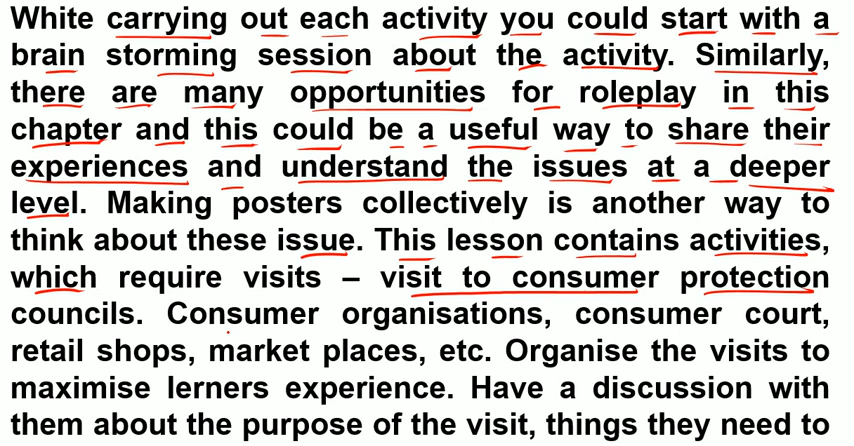 White carrying out each activity you could start with a
brain storming session about the activity. Similarly,
there are many opportunities for roleplay in this
chapter and this could be a useful way to share their
experiences and understand the issues at a deeper
level. Making posters collectively is another way to
think about these issue. This lesson contains activities,
which require visits – visit to consumer protection
councils. Consumer organisations, consumer court,
retail shops, market places, etc. Organise the visits to
maximise lerners experience. Have a discussion with
them about the purpose of the visit, things they need to